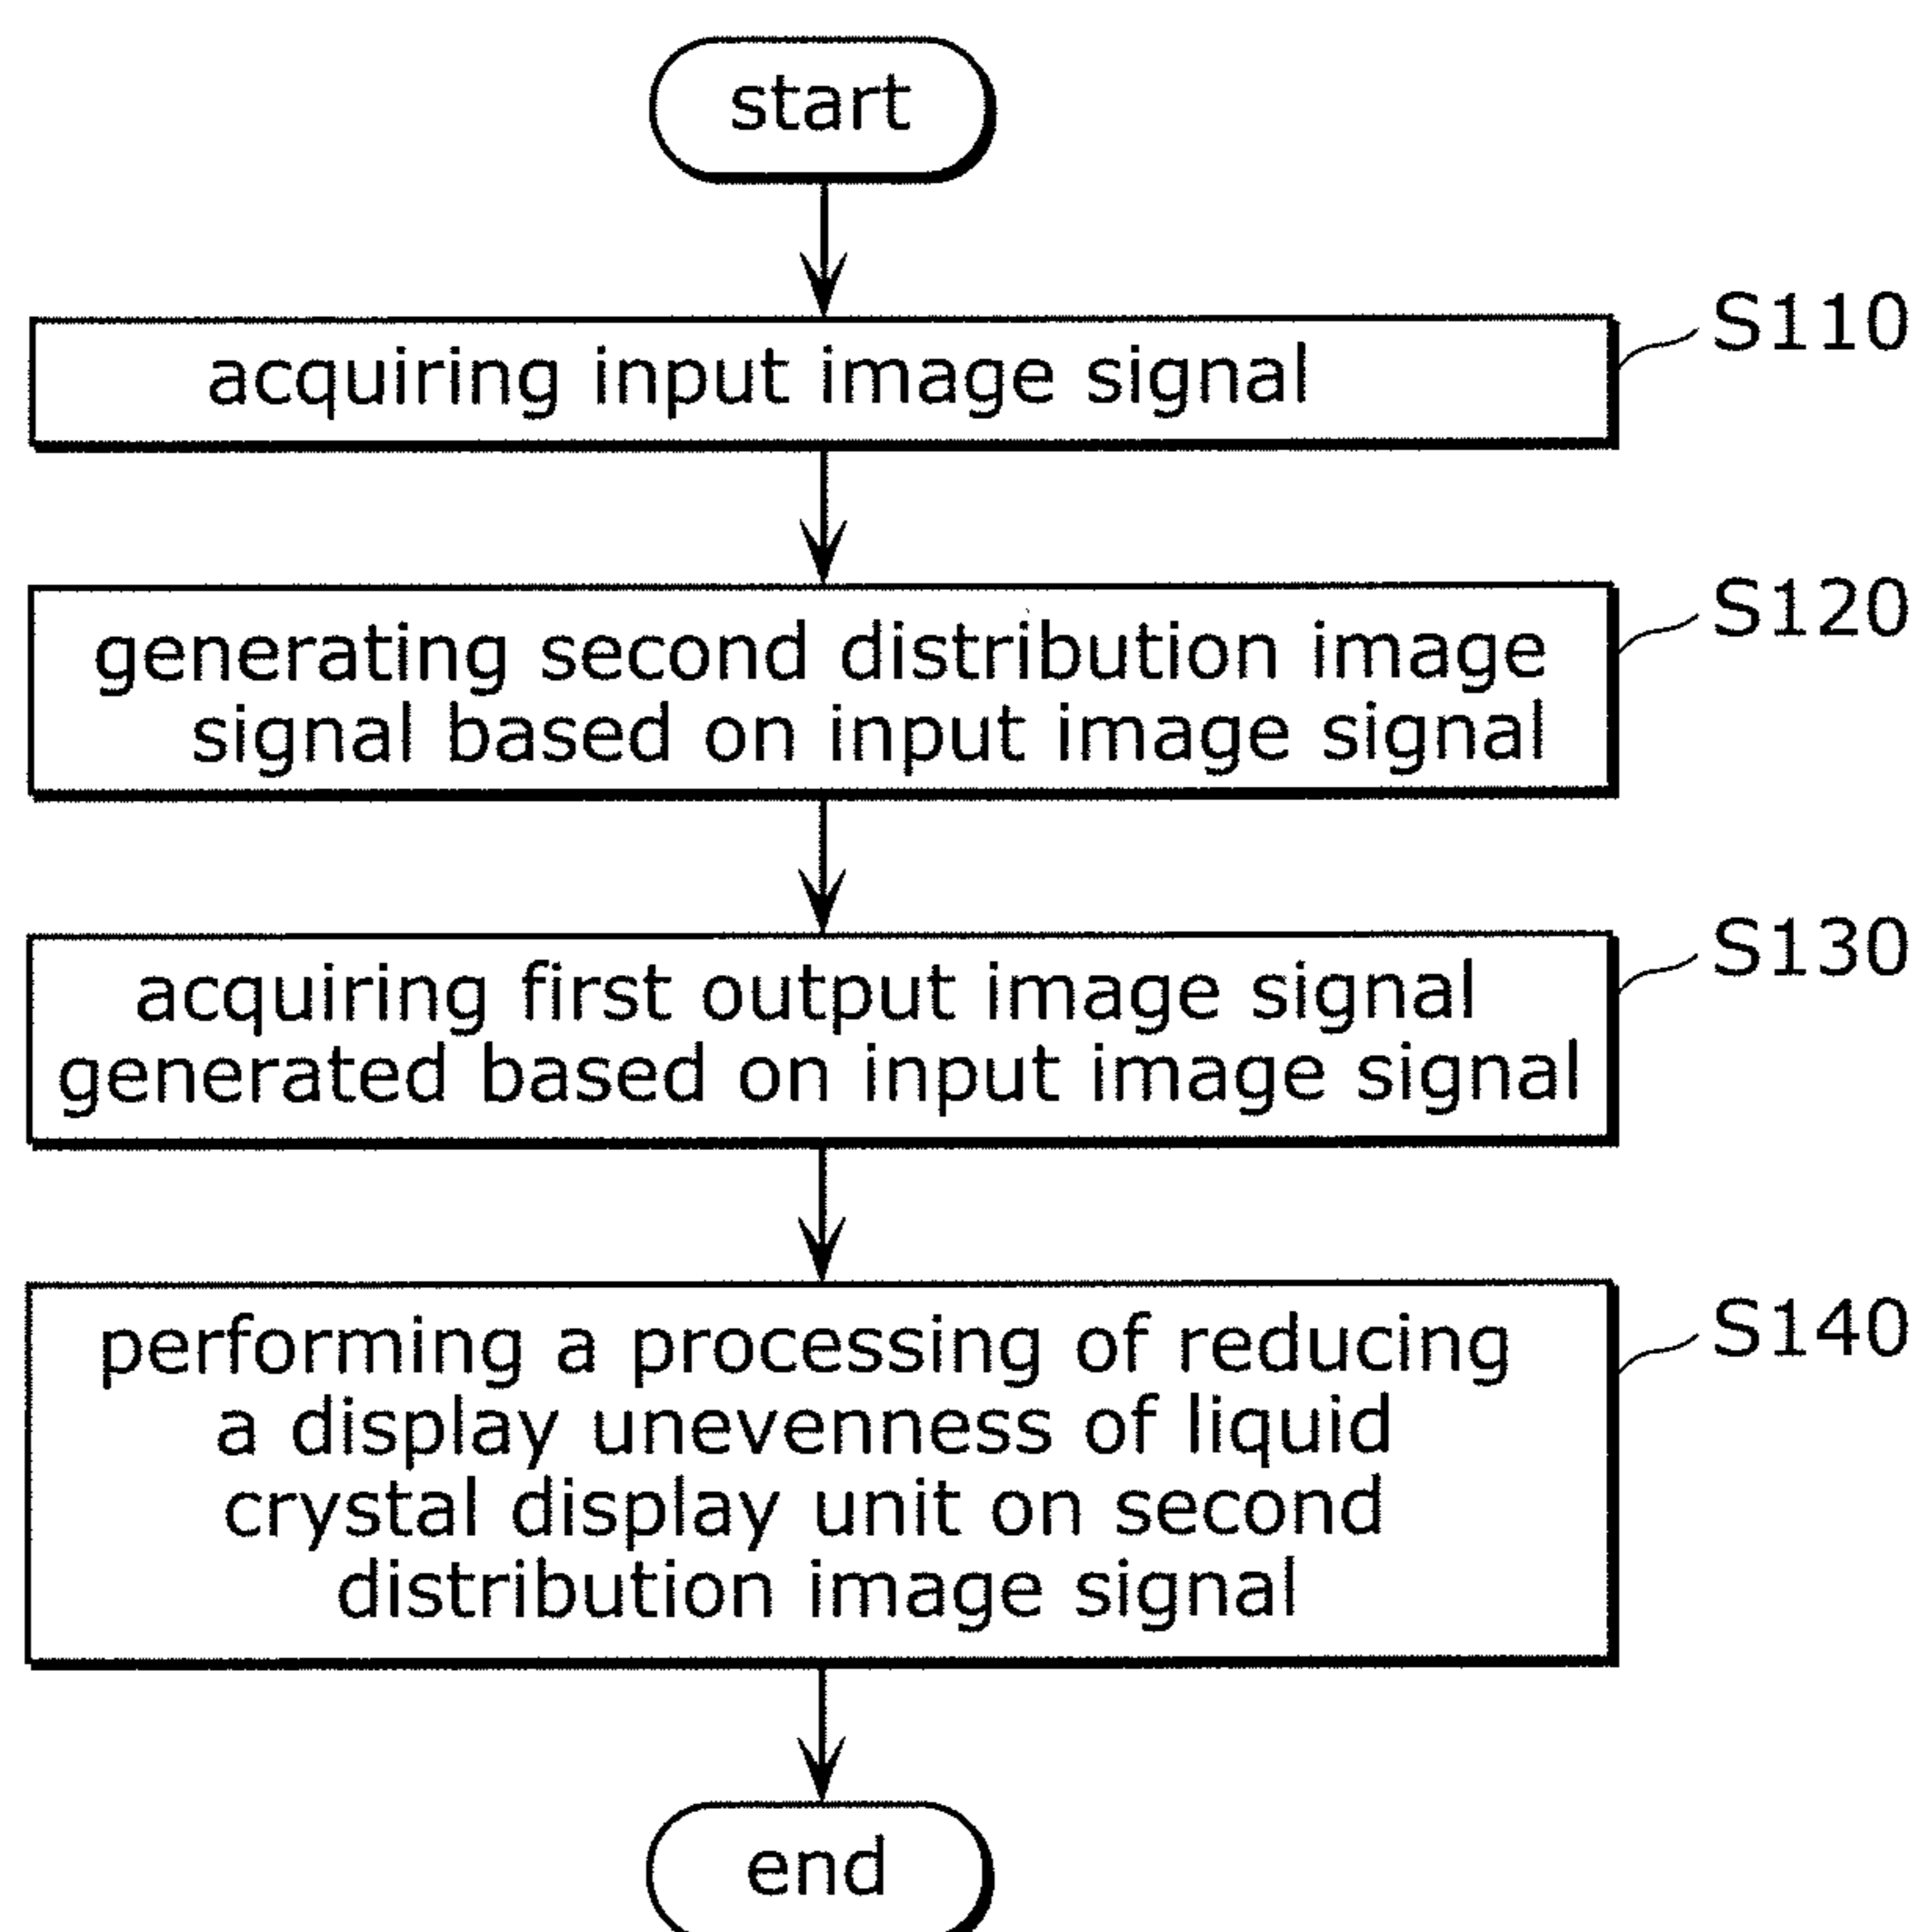 start
S110
acquiring input image signal
S120
generating second distribution image
signal based on input image signal
S130
acquiring first output image signal
generated based on input image signal
S140
performing a processing of reducing
a display unevenness of liquid
crystal display unit on second
distribution image signal
end